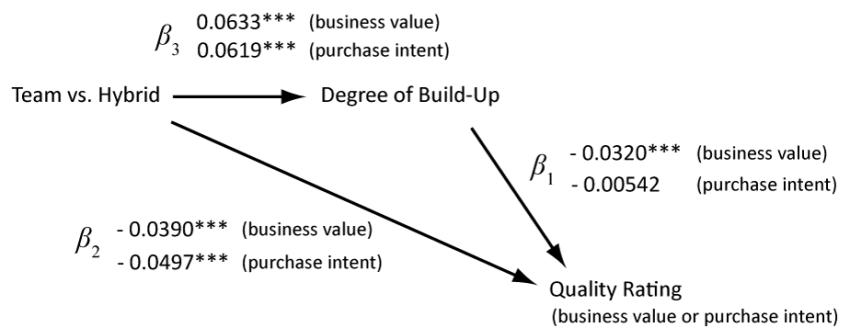 β3 0.0633*** (business value)
0.0619*** (purchase intent)
Team vs. Hybrid Degree of Build-Up
β1 - 0.0320*** (business value)
- 0.00542 (purchase intent)
β2 - 0.0390*** (business value)
- 0.0497*** (purchase intent)
Quality Rating
(business value or purchase intent)